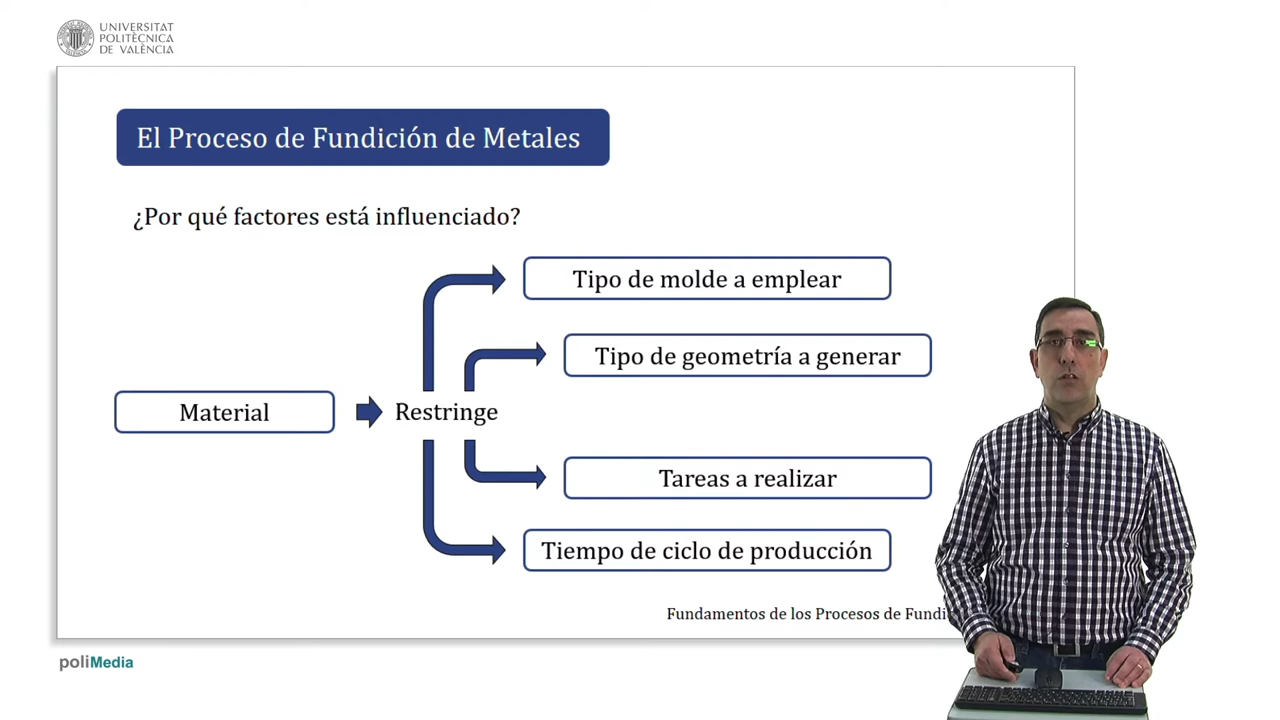 UNIVERSITAT
POLITÈCNICA
DE VALÈNCIA
El Proceso de Fundición de Metales
¿Por qué factores está influenciado?
Tipo de molde a emplear
Tipo de geometría a generar
Material
Restringe
Tareas a realizar
Tiempo de ciclo de producción
Fundamentos de los Procesos de
poliMedia